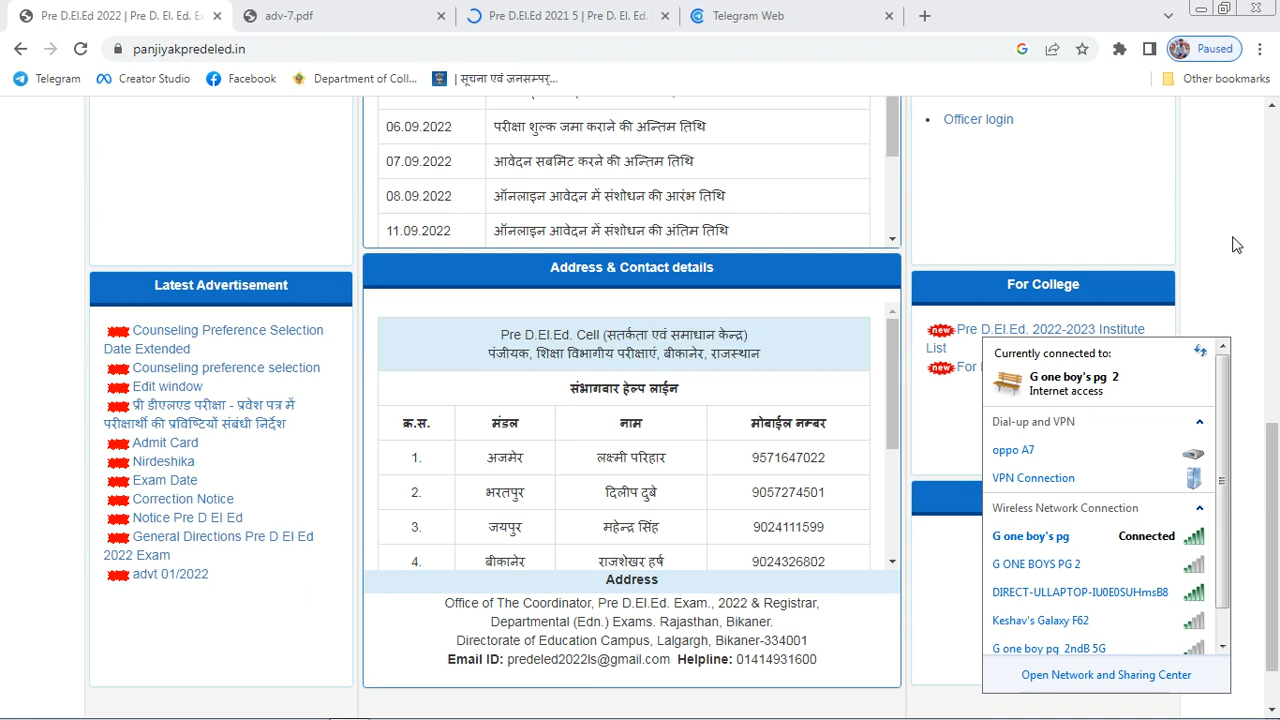 Pre D.El.Ed 2022 | Pre D. El. Ed. Ex
adv-7.pdf
Pre D.El.Ed 2021 5 | Pre D. El. Ed.
Telegram Web
panjiyakpredeled.in
Paused
Telegram
Creator Studio
Facebook
Department of Coll...
| सूचना एवं जनसम्पर्...
Other bookmarks
06.09.2022 परीक्षा शुल्क जमा कराने की अन्तिम तिथि
07.09.2022 आवेदन सबमिट करने की अन्तिम तिथि
08.09.2022 ऑनलाइन आवेदन में संशोधन की आरंभ तिथि
11.09.2022 ऑनलाइन आवेदन में संशोधन की अंतिम तिथि
Officer login
Latest Advertisement
Counseling Preference Selection
Date Extended
Counseling preference selection
Edit window
प्री डीएलएड परीक्षा - प्रवेश पत्र में
परीक्षार्थी की प्रविष्टियों संबंधी निर्देश
Admit Card
Nirdeshika
Exam Date
Correction Notice
Notice Pre D El Ed
General Directions Pre D El Ed
2022 Exam
advt 01/2022
Address & Contact details
Pre D.El.Ed. Cell (सतर्कता एवं समाधान केन्द्र)
पंजीयक, शिक्षा विभागीय परीक्षाएं, बीकानेर, राजस्थान
संभागवार हेल्प लाईन
क्र.स. मंडल नाम मोबाईल नम्बर
1. अजमेर लक्ष्मी परिहार 9571647022
2. भरतपुर दिलीप दुबे 9057274501
3. जयपुर महेन्द्र सिंह 9024111599
4. बीकानेर राजशेखर हर्ष 9024326802
Address
Office of The Coordinator, Pre D.El.Ed. Exam., 2022 & Registrar,
Departmental (Edn.) Exams. Rajasthan, Bikaner.
Directorate of Education Campus, Lalgargh, Bikaner-334001
Email ID: predeled2022ls@gmail.com Helpline: 01414931600
For College
new Pre D.El.Ed. 2022-2023 Institute
List
new For
Currently connected to:
G one boy's pg 2
Internet access
Dial-up and VPN
oppo A7
VPN Connection
Wireless Network Connection
G one boy's pg Connected
G ONE BOYS PG 2
DIRECT-ULLAPTOP-IU0E0SUHmsB8
Keshav's Galaxy F62
G one boy pg 2ndB 5G
Open Network and Sharing Center